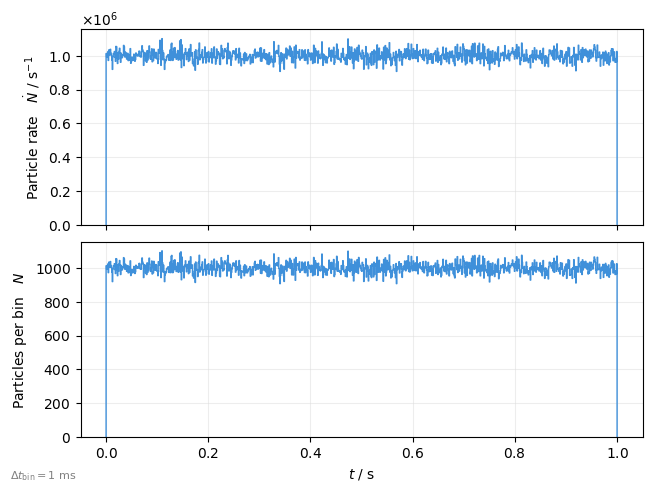 ×10⁶
1.0
0.8
0.6
0.4
0.2
0.0
Particle rate Ṅ / s⁻¹
1000
800
600
400
200
0
Particles per bin N
0.0 0.2 0.4 0.6 0.8 1.0
t / s
Δt_bin = 1 ms